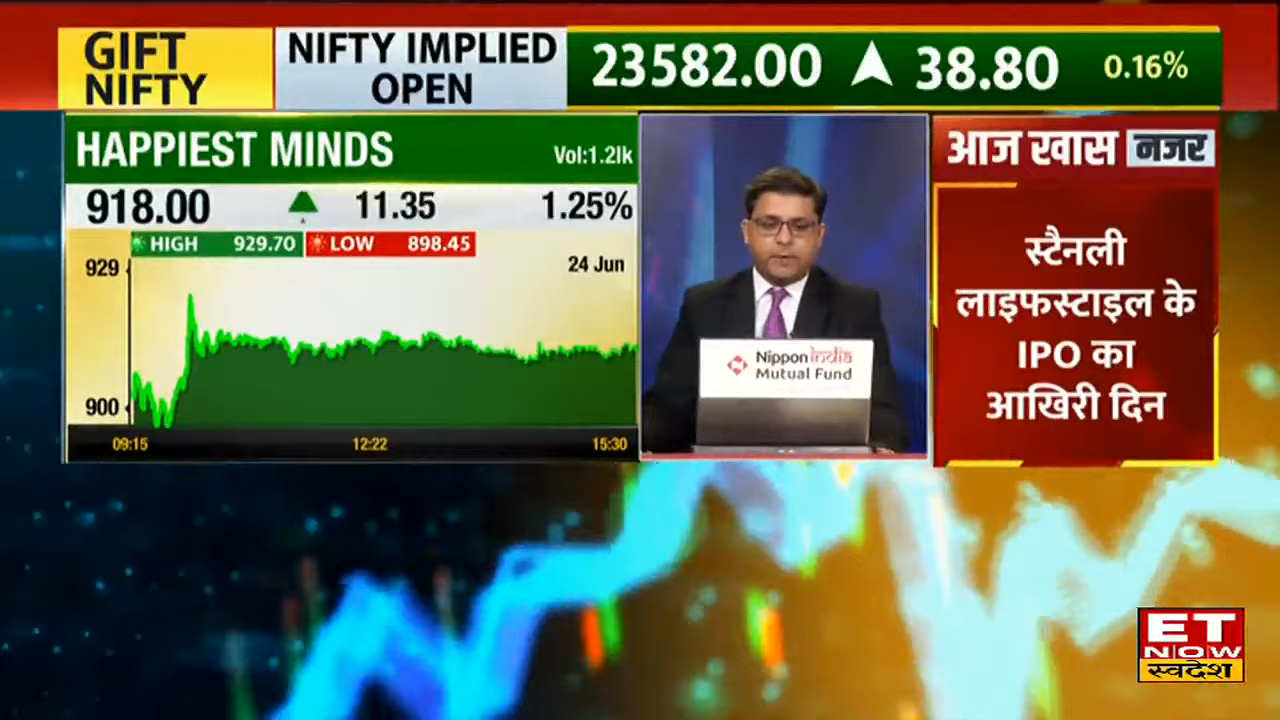 GIFT
NIFTY
NIFTY IMPLIED
OPEN
23582.00 38.80 0.16%
HAPPIEST MINDS Vol:1.2lk
918.00 11.35 1.25%
HIGH 929.70 LOW 898.45
929
24 Jun
900
09:15 12:22 15:30
Nippon india
Mutual Fund
आज खास नजर
स्टैनली
लाइफस्टाइल के
IPO का
आखिरी दिन
ET
NOW
स्वदेश